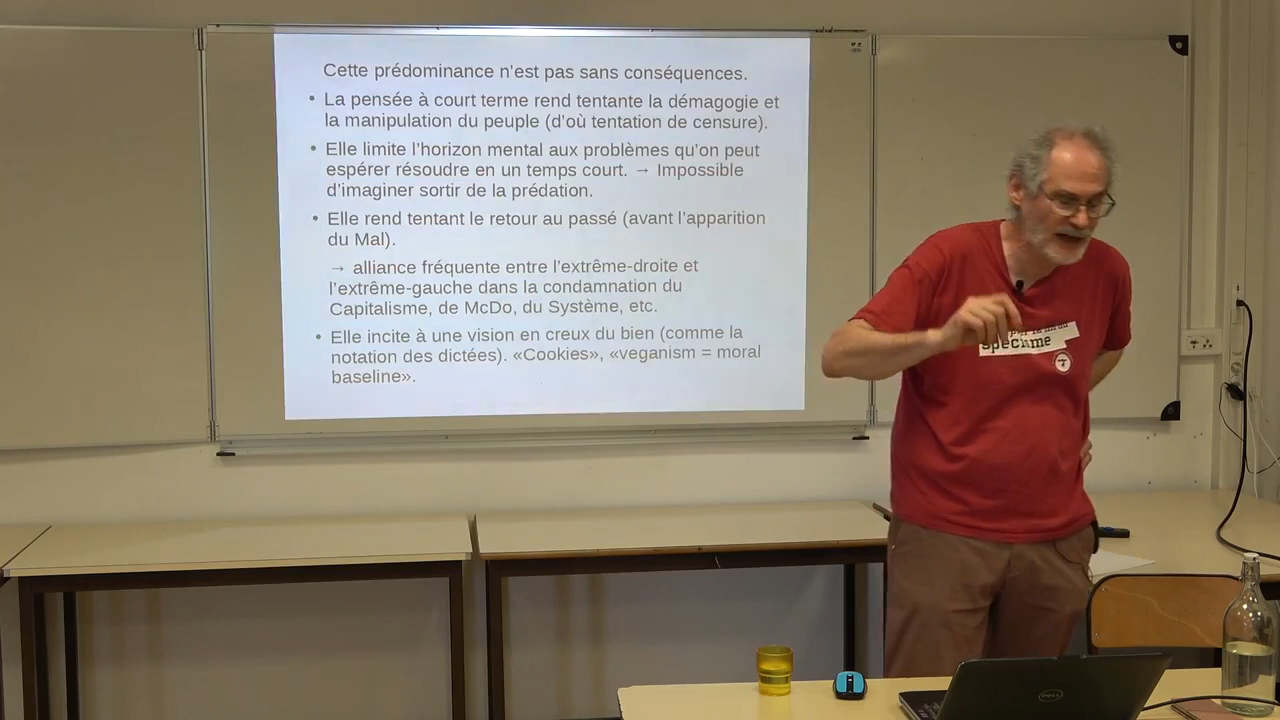 Cette prédominance n'est pas sans conséquences.
• La pensée à court terme rend tentante la démagogie et
la manipulation du peuple (d'où tentation de censure).
• Elle limite l'horizon mental aux problèmes qu'on peut
espérer résoudre en un temps court. → Impossible
d'imaginer sortir de la prédation.
• Elle rend tentant le retour au passé (avant l'apparition
du Mal).
→ alliance fréquente entre l'extrême-droite et
l'extrême-gauche dans la condamnation du
Capitalisme, de McDo, du Système, etc.
• Elle incite à une vision en creux du bien (comme la
notation des dictées). «Cookies», «veganism = moral
baseline».
DELL